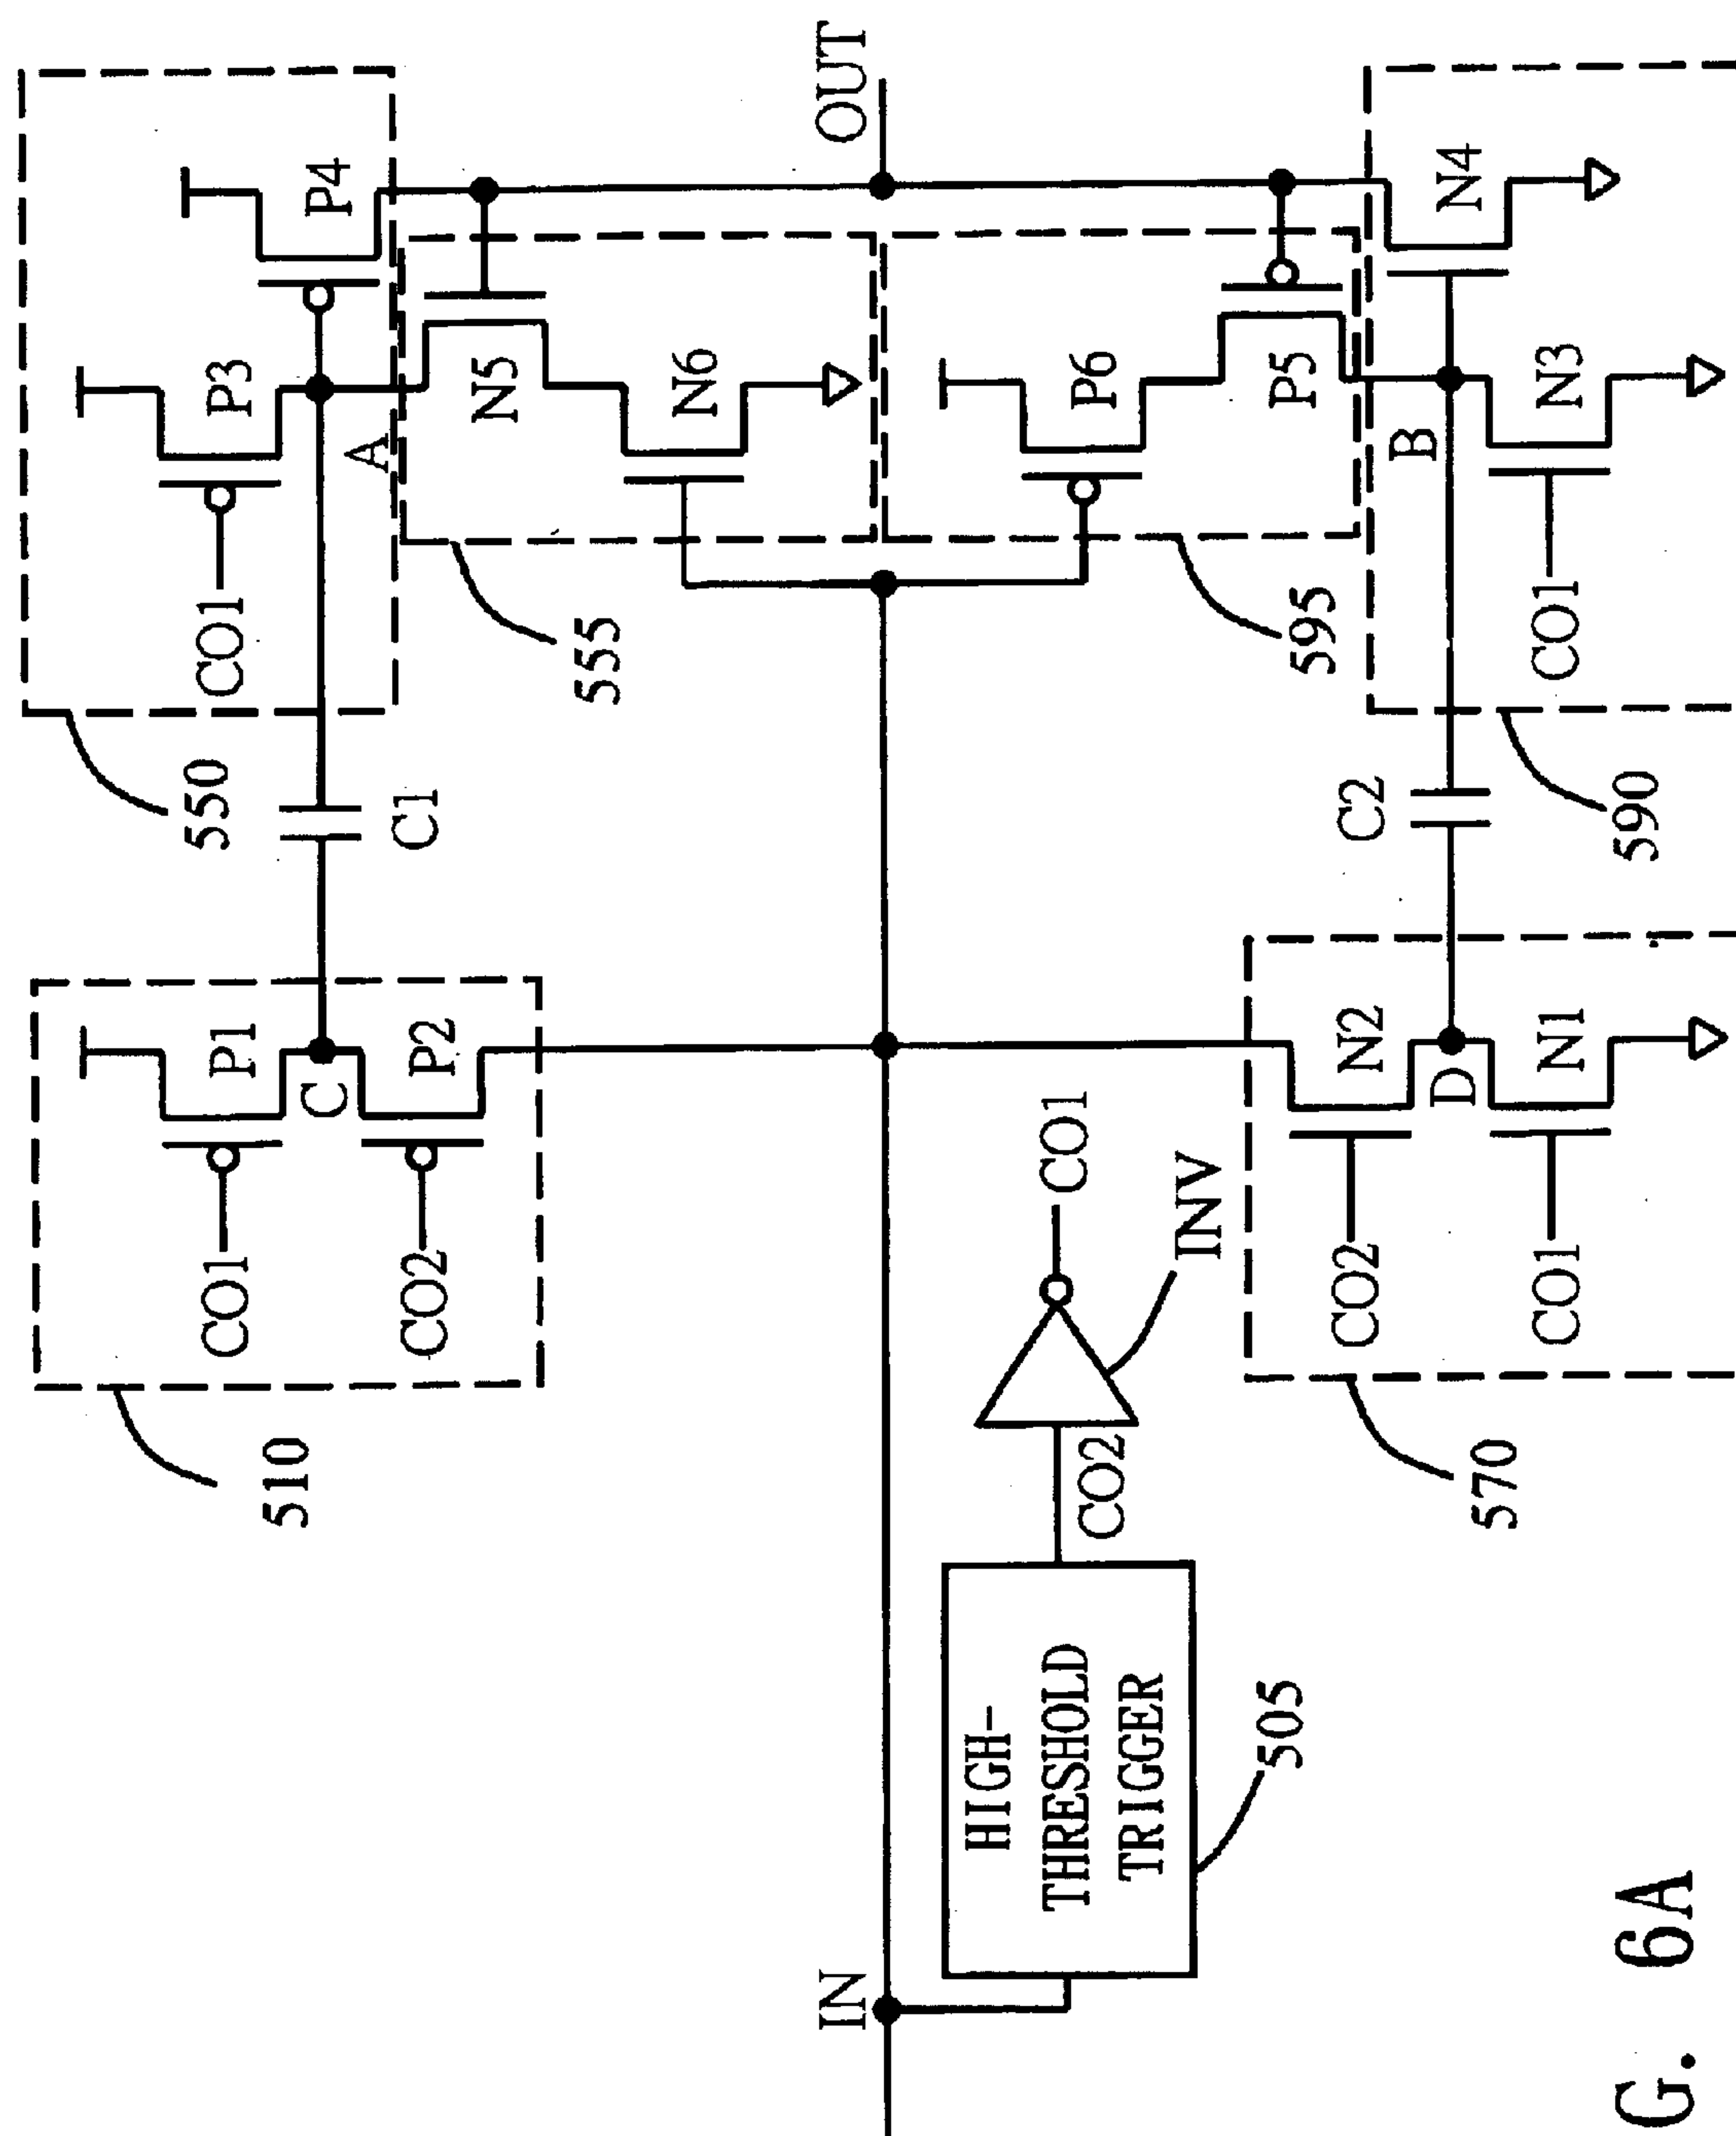 510
CO1
CO2
P1
C
P2
C1
550
CO1
P3
P4
A
N5
N6
555
OUT
IN
HIGH-
THRESHOLD
TRIGGER
505
CO2
INV
CO1
595
P6
P5
B
CO1
N3
N4
590
C2
570
CO2
CO1
N2
D
N1
G. 6A